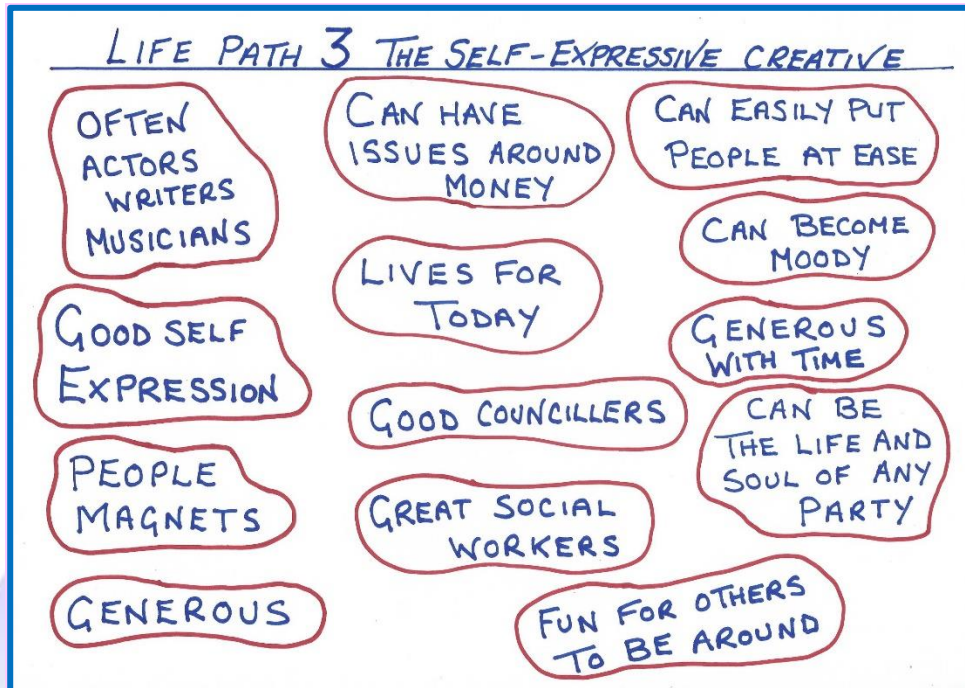 LIFE PATH 3 THE SELF-EXPRESSIVE CREATIVE
OFTEN
ACTORS
WRITERS
MUSICIANS
GOOD SELF
EXPRESSION
PEOPLE
MAGNETS
GENEROUS
CAN HAVE
ISSUES AROUND
MONEY
LIVES FOR
TODAY
GOOD COUNCILLERS
GREAT SOCIAL
WORKERS
FUN FOR OTHERS
TO BE AROUND
CAN EASILY PUT
PEOPLE AT EASE
CAN BECOME
MOODY
GENEROUS
WITH TIME
CAN BE
THE LIFE AND
SOUL OF ANY
PARTY